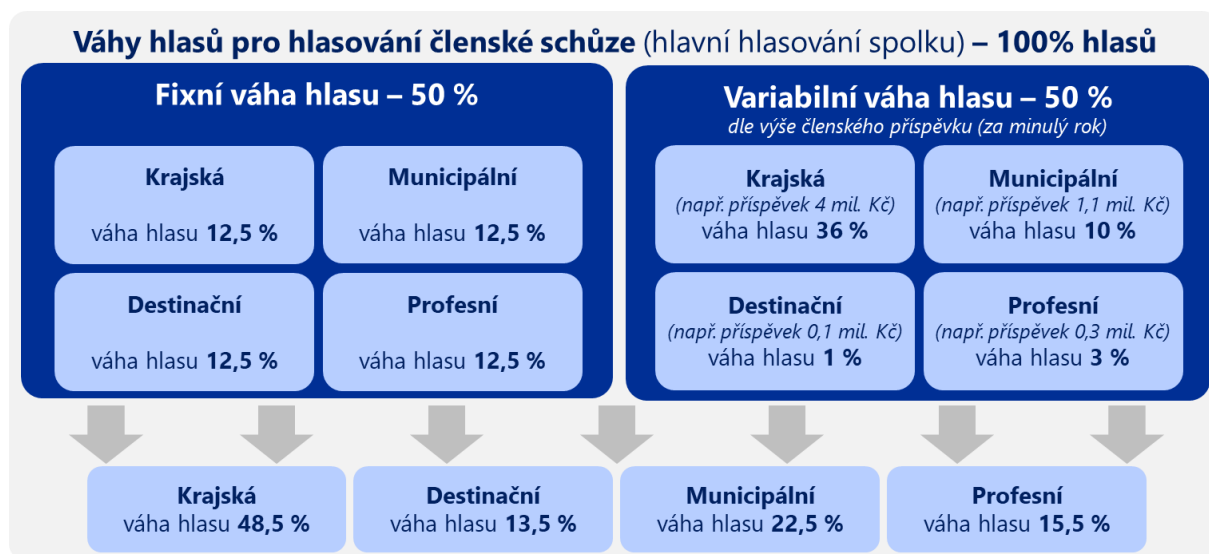 Váhy hlasů pro hlasování členské schůze (hlavní hlasování spolku) – 100% hlasů
Fixní váha hlasu – 50 %
Krajská
váha hlasu 12,5 %
Municipální
váha hlasu 12,5 %
Destinační
váha hlasu 12,5 %
Profesní
váha hlasu 12,5 %
Variabilní váha hlasu – 50 %
dle výše členského příspěvku (za minulý rok)
Krajská
(např. příspěvek 4 mil. Kč)
váha hlasu 36 %
Municipální
(např. příspěvek 1,1 mil. Kč)
váha hlasu 10 %
Destinační
(např. příspěvek 0,1 mil. Kč)
váha hlasu 1 %
Profesní
(např. příspěvek 0,3 mil. Kč)
váha hlasu 3 %
Krajská
váha hlasu 48,5 %
Destinační
váha hlasu 13,5 %
Municipální
váha hlasu 22,5 %
Profesní
váha hlasu 15,5 %